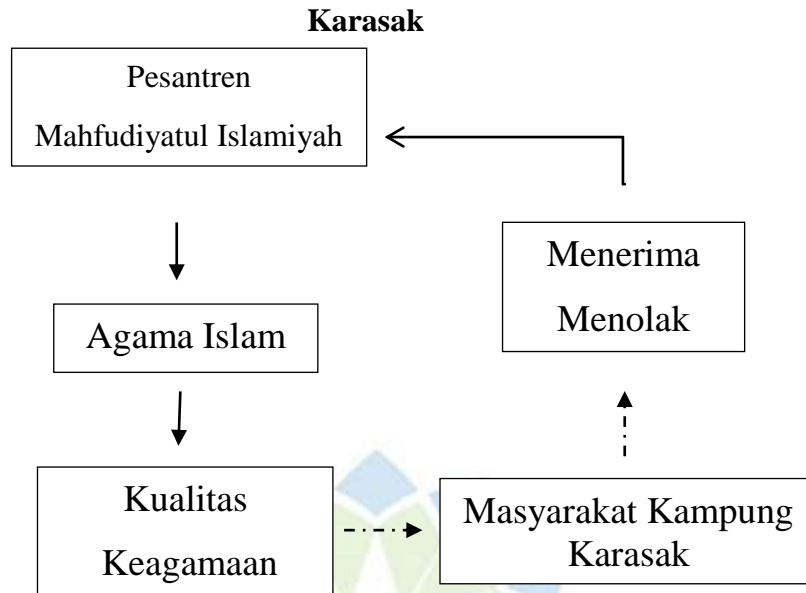 Karasak
Pesantren
Mahfudiyatul Islamiyah
Agama Islam
Kualitas
Keagamaan
Masyarakat Kampung
Karasak
Menerima
Menolak